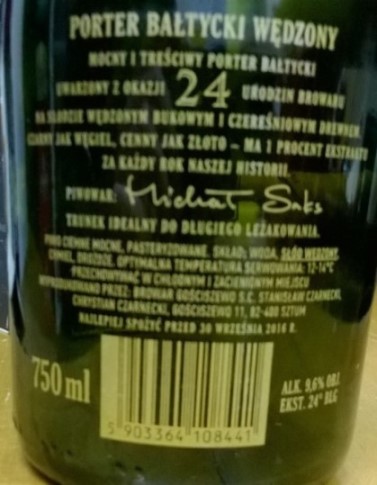 PORTER BAŁTYCKI WĘDZONY
MOCNY I TREŚCIWY PORTER BAŁTYCKI
UWARZONY Z OKAZJI 24 URODZIN BROWARU
NA SŁODZIE WĘDZONYM BUKOWYM I CZEREŚNIOWYM DREWNEM.
CZARNY JAK WĘGIEL, CENNY JAK ZŁOTO – MA 1 PROCENT EKSTRAKTU
ZA KAŻDY ROK NASZEJ HISTORII.
PIWOWAR: Michał Saks
TRUNEK IDEALNY DO DŁUGIEGO LEŻAKOWANIA.
PIWO CIEMNE MOCNE, PASTERYZOWANE. SKŁAD: WODA, SŁÓD WĘDZONY,
CHMIEL, DROŻDŻE. OPTYMALNA TEMPERATURA SERWOWANIA: 12-14°C
PRZECHOWYWAĆ W CHŁODNYM I ZACIENIONYM MIEJSCU
WYPRODUKOWANO PRZEZ: BROWAR GOŚCISZEWO S.C. STANISŁAW CZARNECKI,
CHRYSTIAN CZARNECKI, GOŚCISZEWO 11, 82-400 SZTUM
NAJLEPIEJ SPOŻYĆ PRZED 30 WRZEŚNIA 2016 R.
750 ml
ALK. 9,6% OBJ.
EKST. 24° BLG
5 903364 108441